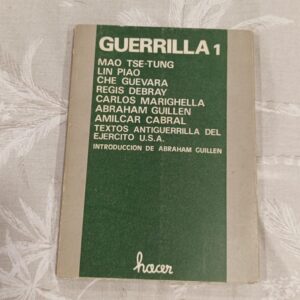 GUERRILLA 1
MAO TSE-TUNG
LIN PIAO
CHE GUEVARA
REGIS DEBRAY
CARLOS MARIGHELLA
ABRAHAM GUILLEN
AMILCAR CABRAL
TEXTOS ANTIGUERRILLA DEL
EJERCITO U.S.A.
INTRODUCCION DE ABRAHAM GUILLEN
hacer